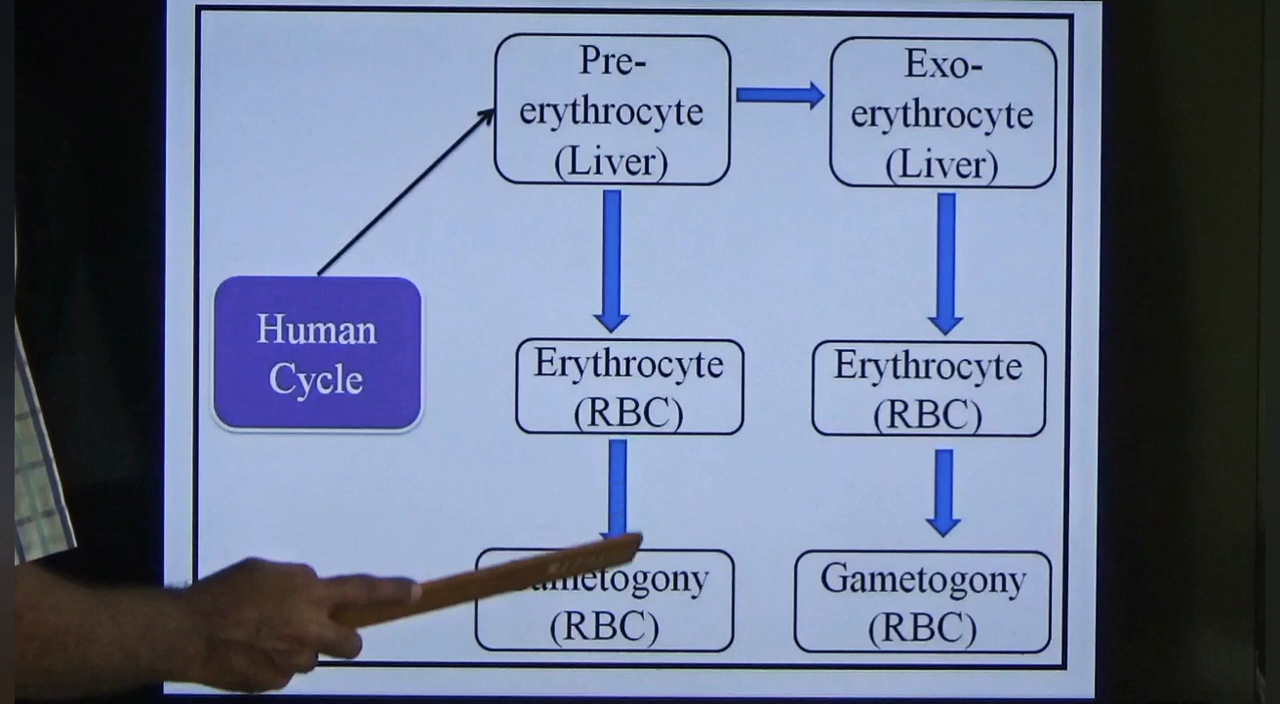 Pre-
erythrocyte
(Liver)
Exo-
erythrocyte
(Liver)
Human
Cycle
Erythrocyte
(RBC)
Erythrocyte
(RBC)
Gametogony
(RBC)
Gametogony
(RBC)